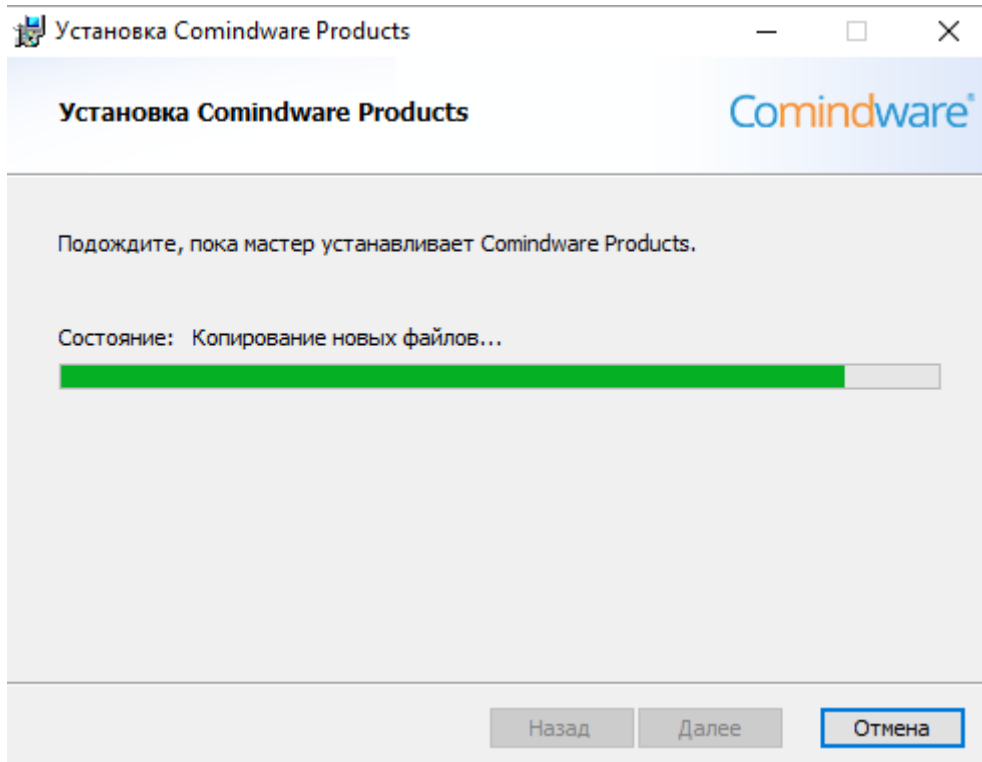 Установка Comindware Products
Установка Comindware Products
Comindware®
Подождите, пока мастер устанавливает Comindware Products.
Состояние: Копирование новых файлов...
Назад Далее Отмена